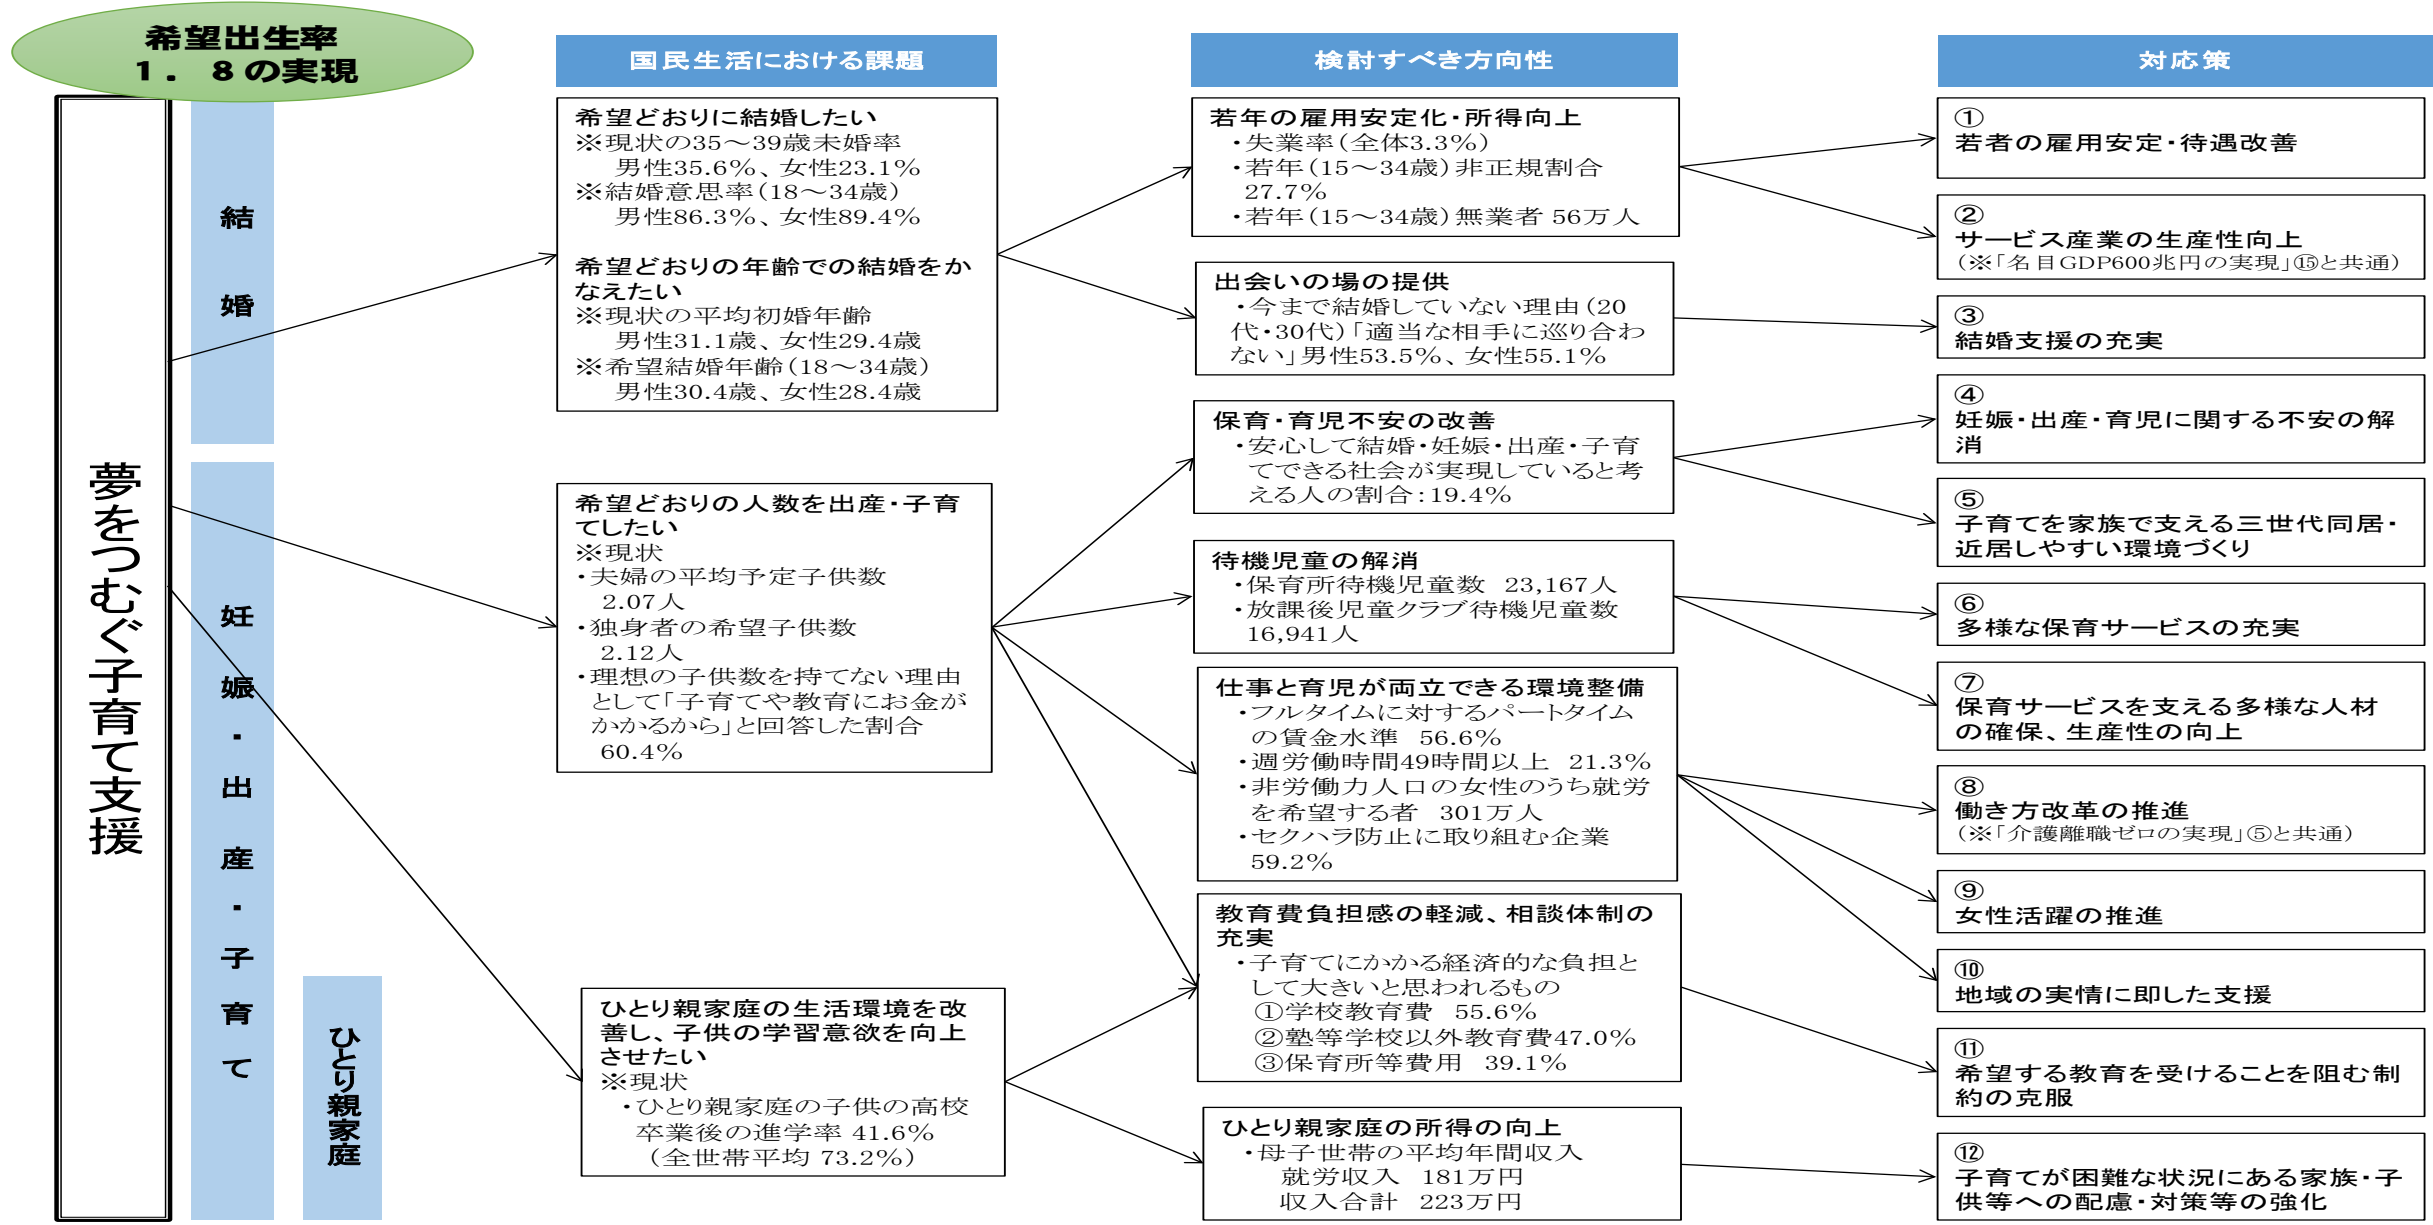 希望出生率
１．８の実現
夢をつむぐ子育て支援
結婚
妊娠・出産・子育て
ひとり親家庭
国民生活における課題
希望どおりに結婚したい
※現状の35～39歳未婚率
男性35.6％、女性23.1％
※結婚意思率（18～34歳）
男性86.3％、女性89.4％
希望どおりの年齢での結婚をか
なえたい
※現状の平均初婚年齢
男性31.1歳、女性29.4歳
※希望結婚年齢（18～34歳）
男性30.4歳、女性28.4歳
希望どおりの人数を出産・子育
てしたい
※現状
・夫婦の平均予定子供数
2.07人
・独身者の希望子供数
2.12人
・理想の子供数を持てない理由
として「子育てや教育にお金が
かかるから」と回答した割合
60.4％
ひとり親家庭の生活環境を改
善し、子供の学習意欲を向上
させたい
※現状
・ひとり親家庭の子供の高校
卒業後の進学率 41.6％
（全世帯平均 73.2％）
検討すべき方向性
若年の雇用安定化・所得向上
・失業率（全体3.3％）
・若年（15～34歳）非正規割合
27.7％
・若年（15～34歳）無業者 56万人
出会いの場の提供
・今まで結婚していない理由（20
代・30代）「適当な相手に巡り合わ
ない」男性53.5％、女性55.1％
保育・育児不安の改善
・安心して結婚・妊娠・出産・子育
てできる社会が実現していると考
える人の割合：19.4％
待機児童の解消
・保育所待機児童数 23,167人
・放課後児童クラブ待機児童数
16,941人
仕事と育児が両立できる環境整備
・フルタイムに対するパートタイム
の賃金水準 56.6％
・週労働時間49時間以上 21.3％
・非労働力人口の女性のうち就労
を希望する者 301万人
・セクハラ防止に取り組む企業
59.2％
教育費負担感の軽減、相談体制の
充実
・子育てにかかる経済的な負担と
して大きいと思われるもの
①学校教育費 55.6％
②塾等学校以外教育費47.0％
③保育所等費用 39.1％
ひとり親家庭の所得の向上
・母子世帯の平均年間収入
就労収入 181万円
収入合計 223万円
対応策
①
若者の雇用安定・待遇改善
②
サービス産業の生産性向上
（※「名目GDP600兆円の実現」⑮と共通）
③
結婚支援の充実
④
妊娠・出産・育児に関する不安の解
消
⑤
子育てを家族で支える三世代同居・
近居しやすい環境づくり
⑥
多様な保育サービスの充実
⑦
保育サービスを支える多様な人材
の確保、生産性の向上
⑧
働き方改革の推進
（※「介護離職ゼロの実現」⑤と共通）
⑨
女性活躍の推進
⑩
地域の実情に即した支援
⑪
希望する教育を受けることを阻む制
約の克服
⑫
子育てが困難な状況にある家族・子
供等への配慮・対策等の強化